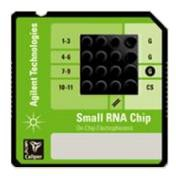 Agilent Technologies
1-3 G
4-6 G
7-9 G
10-11 CS
Small RNA Chip
On Chip Electrophoresis
Caliper